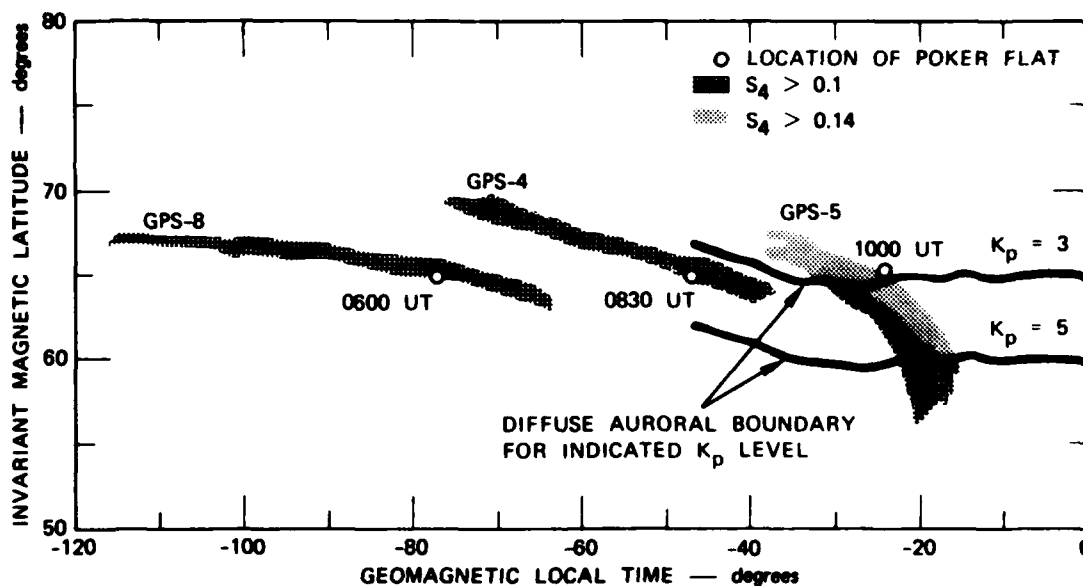 80
O LOCATION OF POKER FLAT
S4 > 0.1
S4 > 0.14
70
GPS-8
GPS-4
GPS-5
1000 UT
Kp = 3
0600 UT
0830 UT
60
Kp = 5
DIFFUSE AURORAL BOUNDARY
FOR INDICATED Kp LEVEL
50
-120
-100
-80
-60
-40
-20
0
INVARIANT MAGNETIC LATITUDE — degrees
GEOMAGNETIC LOCAL TIME — degrees